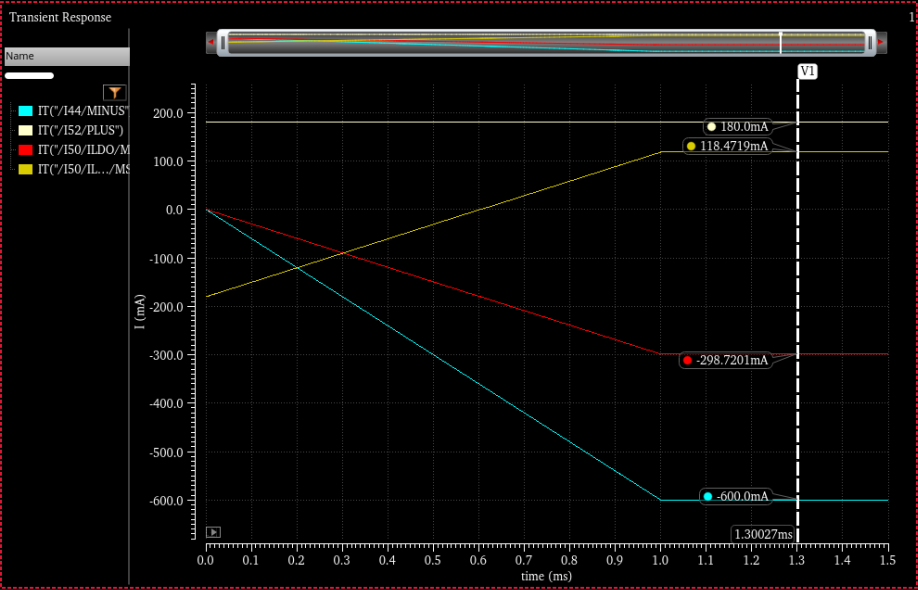 Transient Response
1
Name
IT("/I44/MINUS"
IT("/I52/PLUS")
IT("/I50/ILDO/M
IT("/I50/IL.../MS
V1
200.0
100.0
0.0
-100.0
-200.0
-300.0
-400.0
-500.0
-600.0
I (mA)
180.0mA
118.4719mA
-298.7201mA
-600.0mA
1.30027ms
0.0 0.1 0.2 0.3 0.4 0.5 0.6 0.7 0.8 0.9 1.0 1.1 1.2 1.3 1.4 1.5
time (ms)